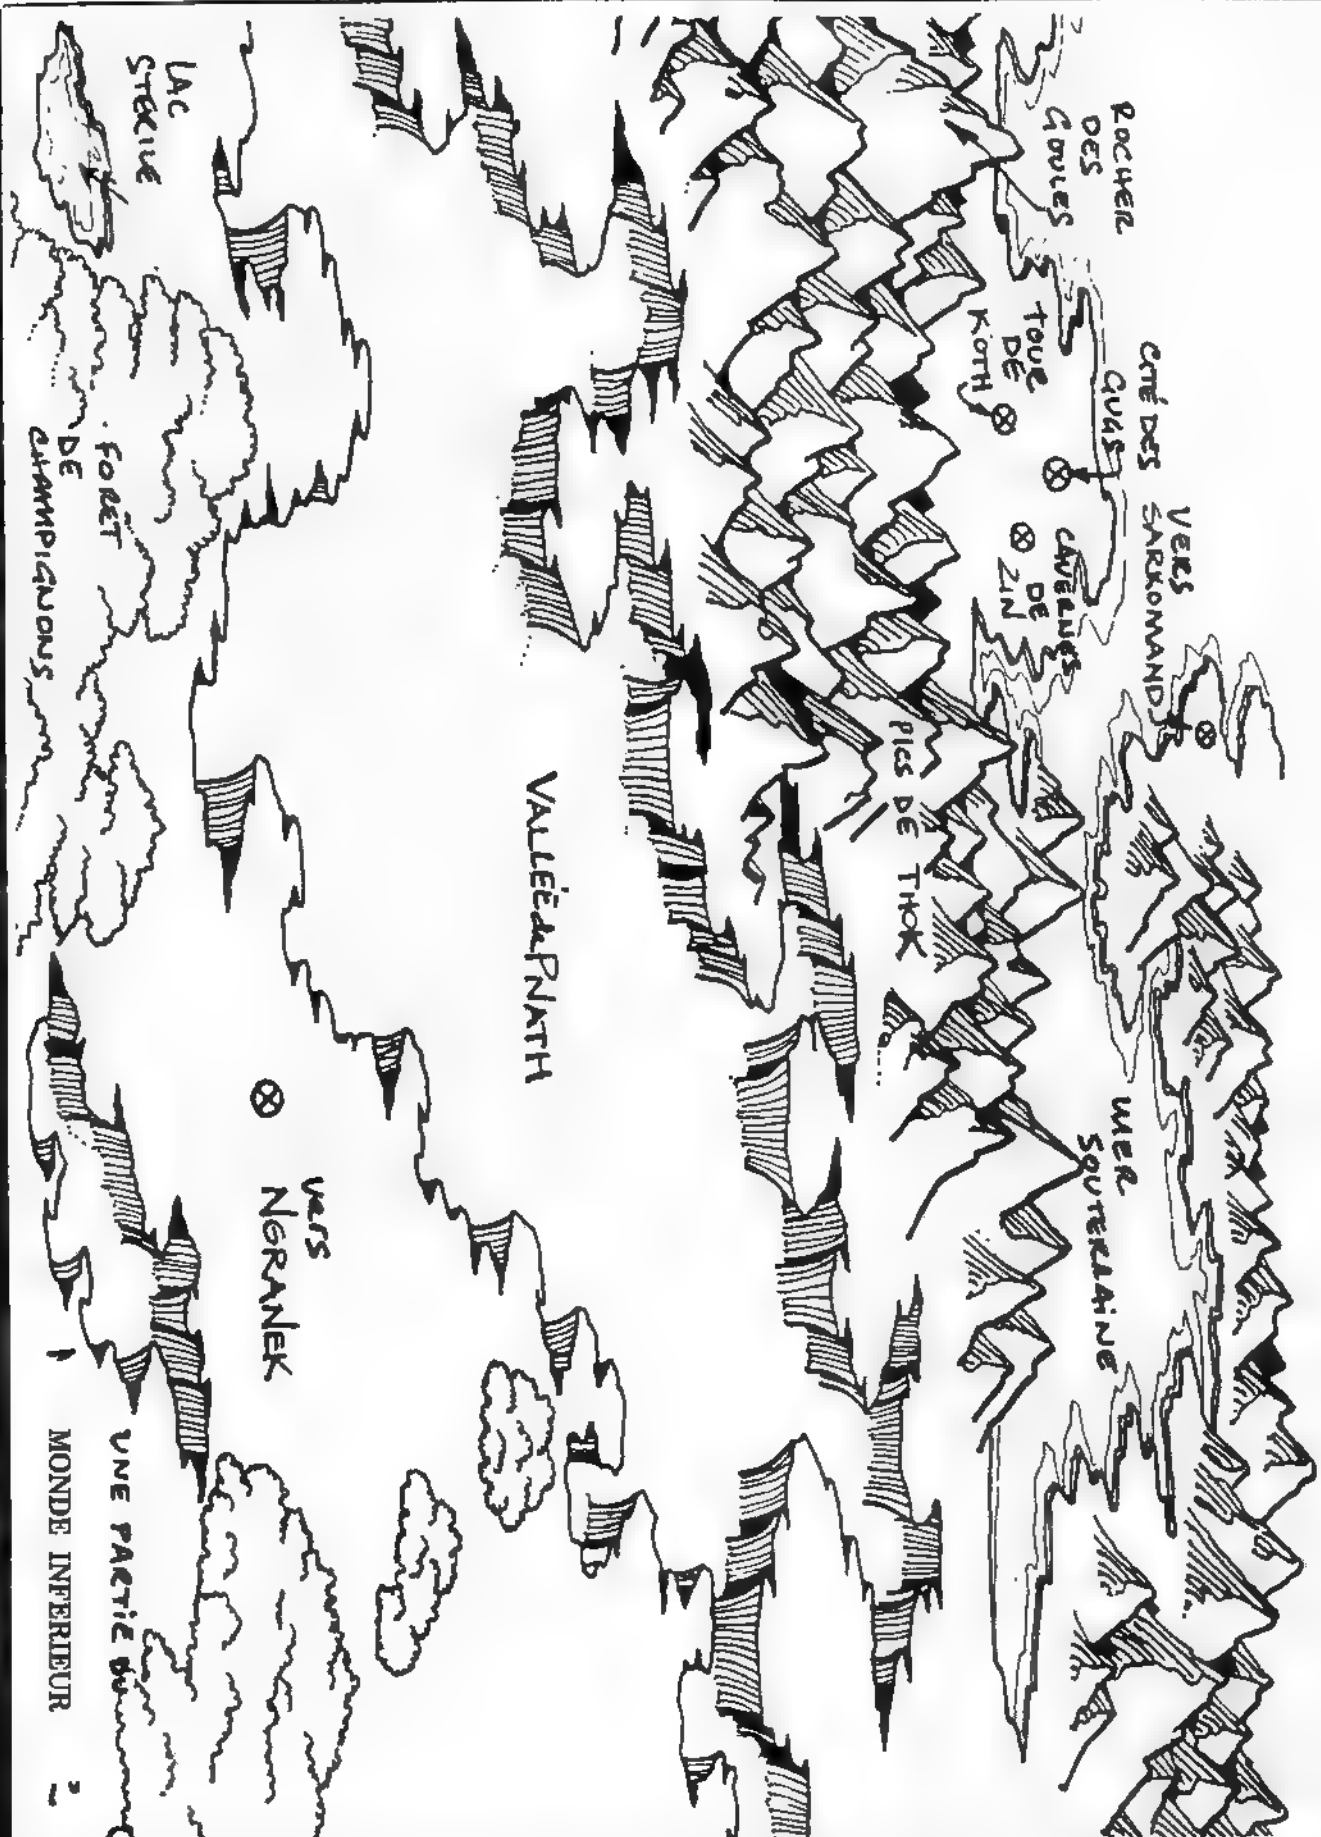 ROCHER
DES
GOULES
TOUR
DE
KOTH
CITÉ DES
GUGS
VERS
SARKOMAND
CAVERNES
DE
ZIN
PICS DE THOK
MER
SOUTERRAINE
VALLÉE de PNATH
LAC
STERILE
FORÊT
DE
CHAMPIGNONS
vers
NGRANEK
UNE PARTIE DU
MONDE INFERIEUR